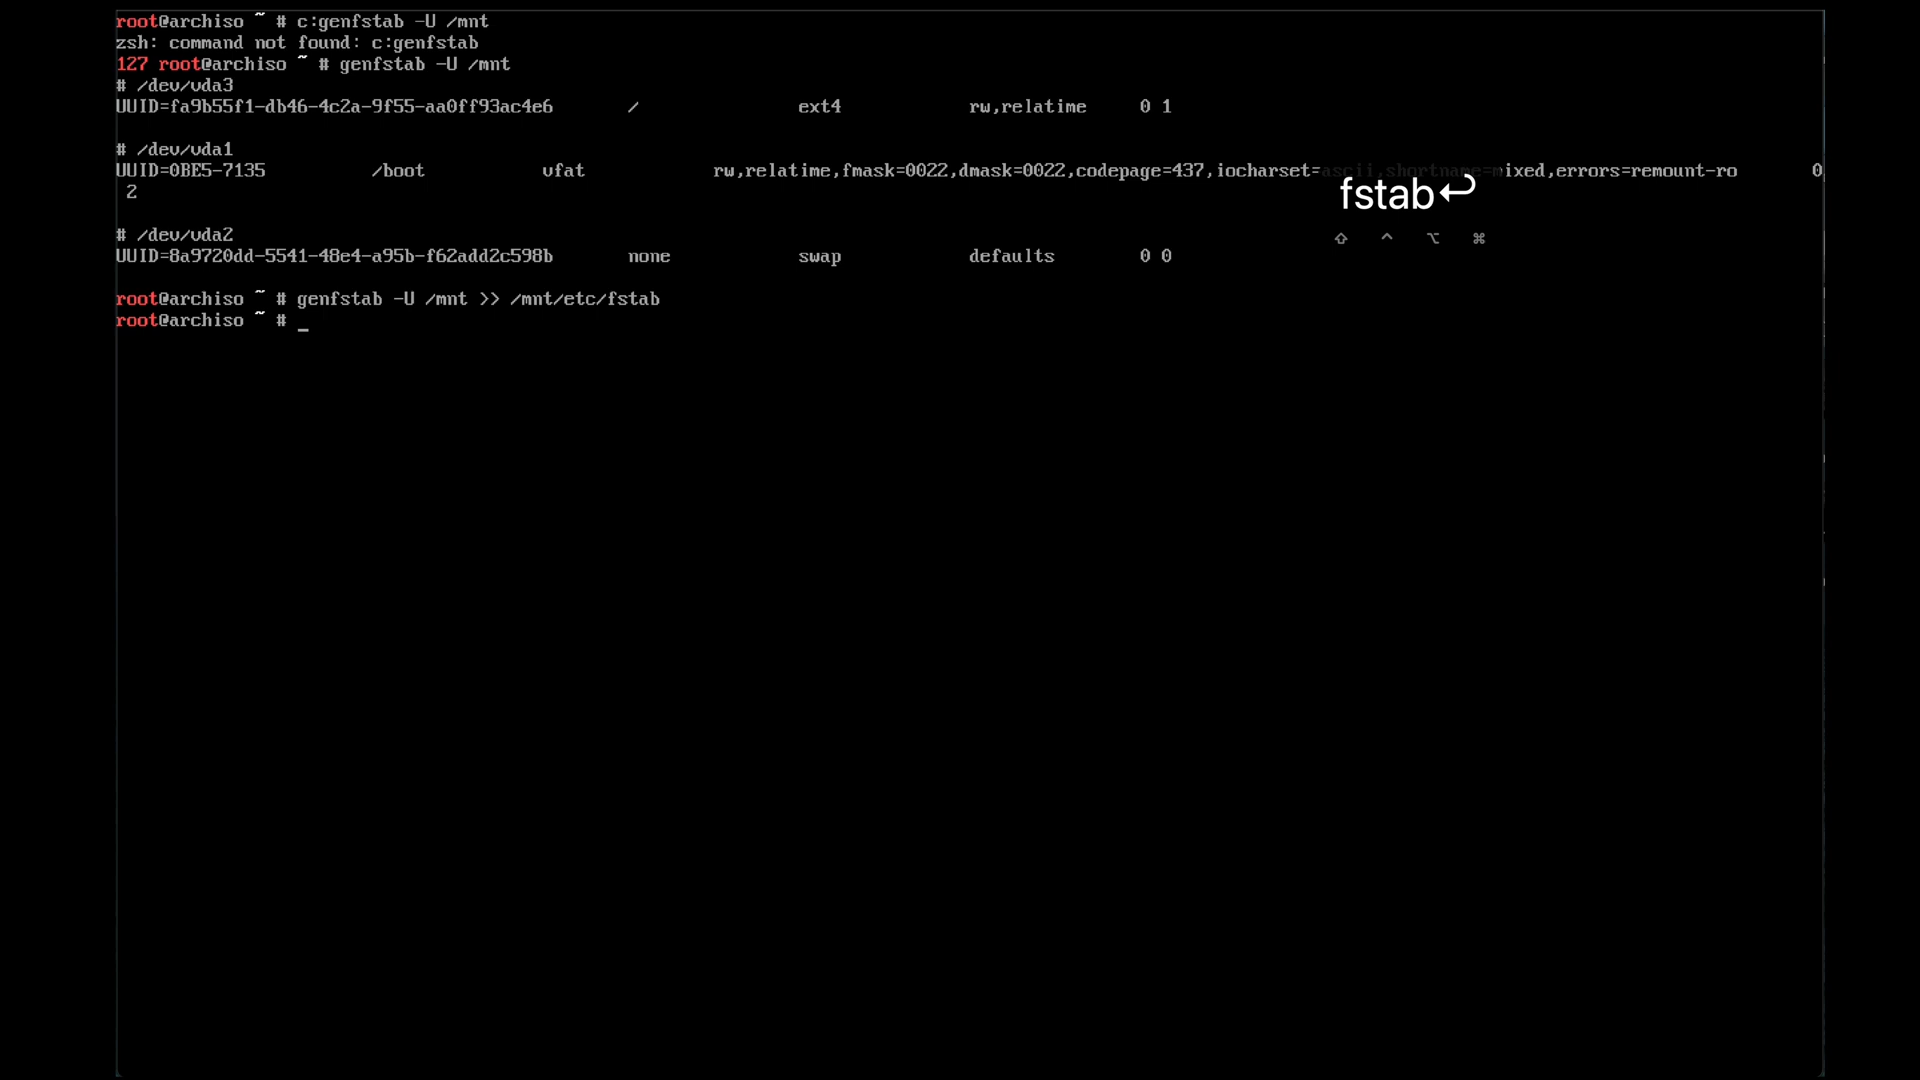 root@archiso ~ # c:genfstab -U /mnt
zsh: command not found: c:genfstab
127 root@archiso ~ # genfstab -U /mnt
# /dev/vda3
UUID=fa9b55f1-db46-4c2a-9f55-aa0ff93ac4e6 / ext4 rw,relatime 0 1
# /dev/vda1
UUID=0BE5-7135 /boot vfat rw,relatime,fmask=0022,dmask=0022,codepage=437,iocharset=ascii,shortname=mixed,errors=remount-ro 0
2
fstab↩
⇧ ⌃ ⌥ ⌘
# /dev/vda2
UUID=8a9720dd-5541-48e4-a95b-f62add2c598b none swap defaults 0 0
root@archiso ~ # genfstab -U /mnt >> /mnt/etc/fstab
root@archiso ~ # _